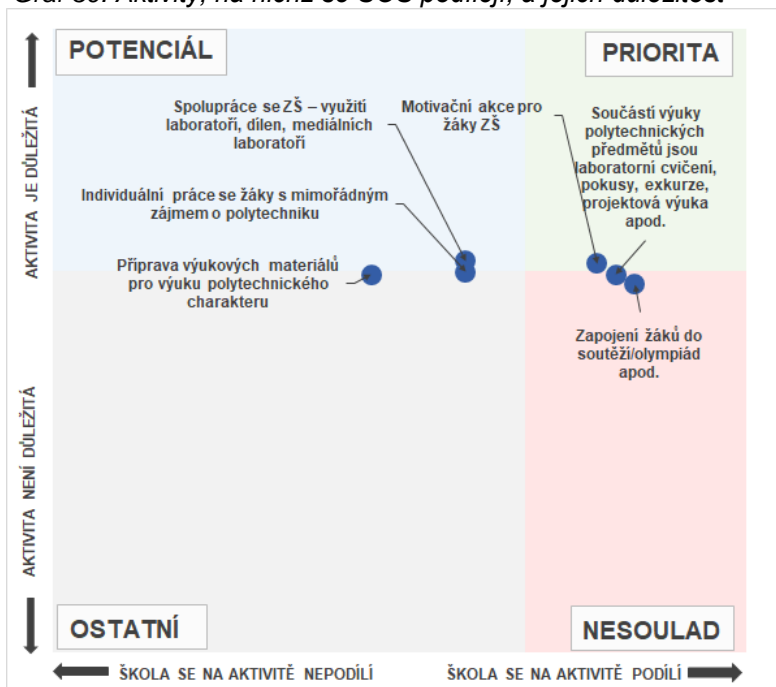 POTENCIÁL
PRIORITA
Spolupráce se ZŠ – využití
laboratoří, dílen, mediálních
laboratoří
Motivační akce pro
žáky ZŠ
Součástí výuky
polytechnických
předmětů jsou
laboratorní cvičení,
pokusy, exkurze,
projektová výuka
apod.
Individuální práce se žáky s mimořádným
zájmem o polytechniku
Příprava výukových materiálů
pro výuku polytechnického
charakteru
Zapojení žáků do
soutěží/olympiád
apod.
AKTIVITA JE DŮLEŽITÁ
AKTIVITA NENÍ DŮLEŽITÁ
OSTATNÍ
NESOULAD
ŠKOLA SE NA AKTIVITĚ NEPODÍLÍ
ŠKOLA SE NA AKTIVITĚ PODÍLÍ